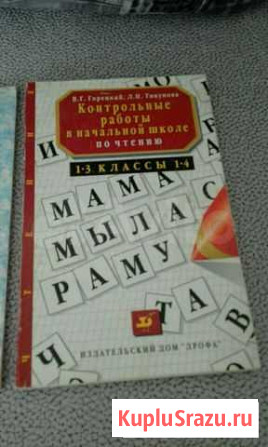 В.Г. Горецкий, Л.И. Тикунова
Контрольные
работы
в начальной школе
по чтению
1-3 КЛАССЫ 1-4
МАМА
МЫЛА
РАМУ
ЧТЕНИЕ
ИЗДАТЕЛЬСКИЙ ДОМ "ДРОФА"
KupluSrazu.ru